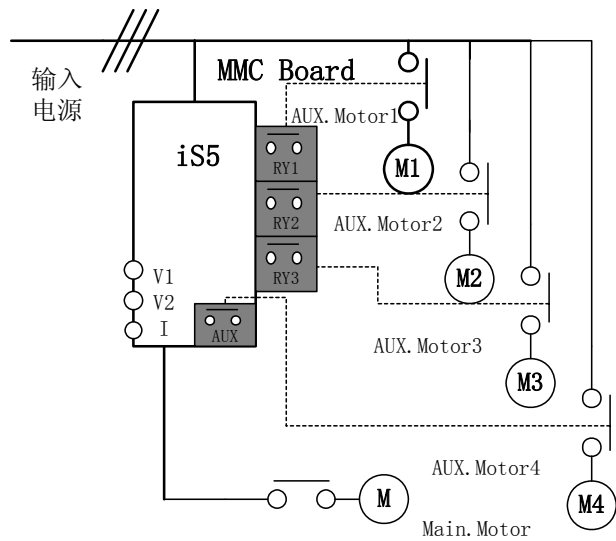 输入
电源
MMC Board
iS5
AUX.Motor1
RY1
M1
RY2
AUX.Motor2
RY3
M2
V1
V2
I
AUX
AUX.Motor3
M3
AUX.Motor4
M
M4
Main.Motor